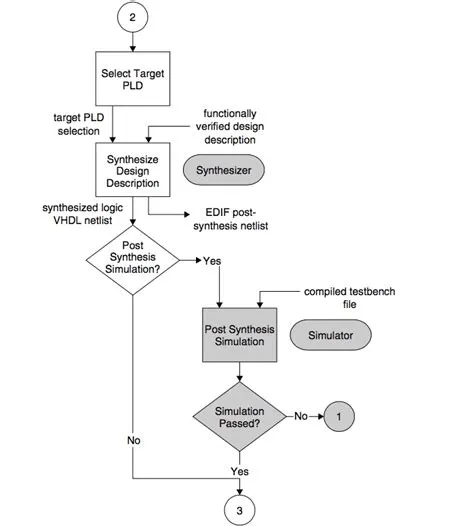 2
Select Target
PLD
target PLD
selection
functionally
verified design
description
Synthesize
Design
Description
Synthesizer
synthesized logic
VHDL netlist
EDIF post-
synthesis netlist
Post
Synthesis
Simulation?
Yes
compiled testbench
file
Post Synthesis
Simulation
Simulator
Simulation
Passed?
No
1
No
Yes
3